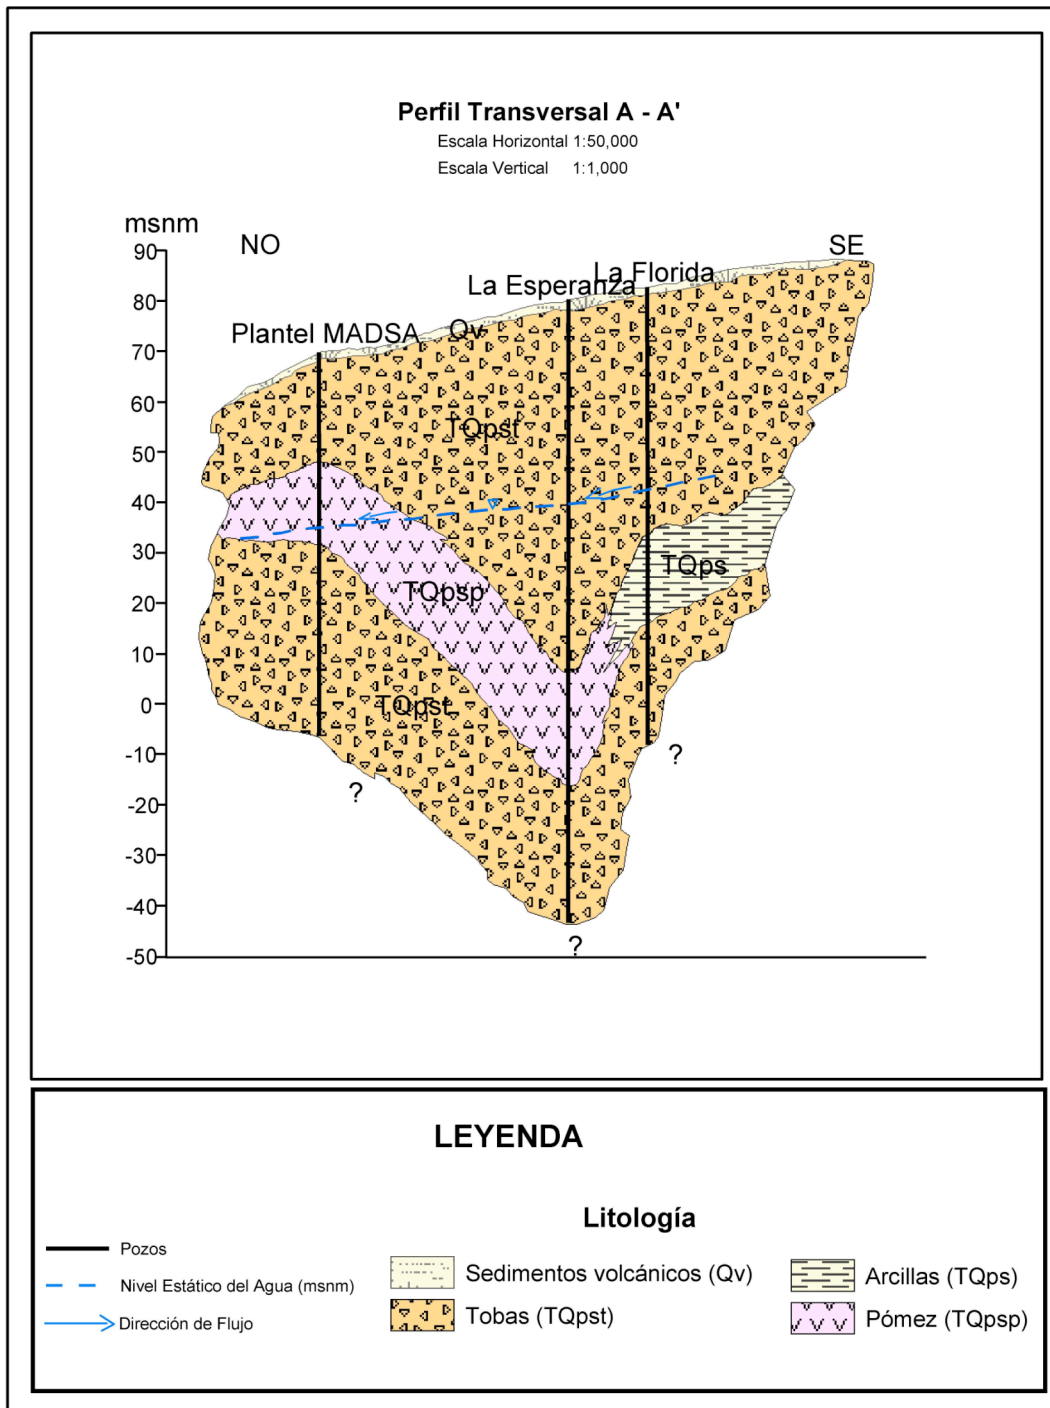 Perfil Transversal A - A'
Escala Horizontal 1:50,000
Escala Vertical 1:1,000
msnm
NO
SE
90
80
70
60
50
40
30
20
10
0
-10
-20
-30
-40
-50
La Florida
La Esperanza
Plantel MADSA
Qv
TQpst
TQps
TQpsp
TQpst
?
?
?
LEYENDA
Litología
Pozos
Nivel Estático del Agua (msnm)
Dirección de Flujo
Sedimentos volcánicos (Qv)
Tobas (TQpst)
Arcillas (TQps)
Pómez (TQpsp)